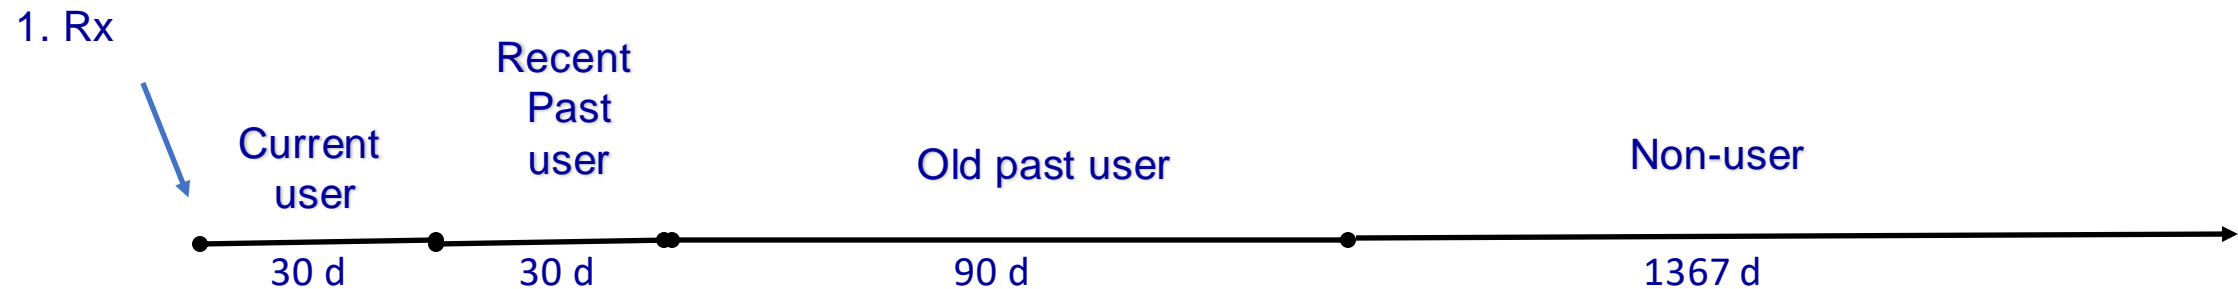 1. Rx
Current
user
Recent
Past
user
Old past user
Non-user
30 d
30 d
90 d
1367 d